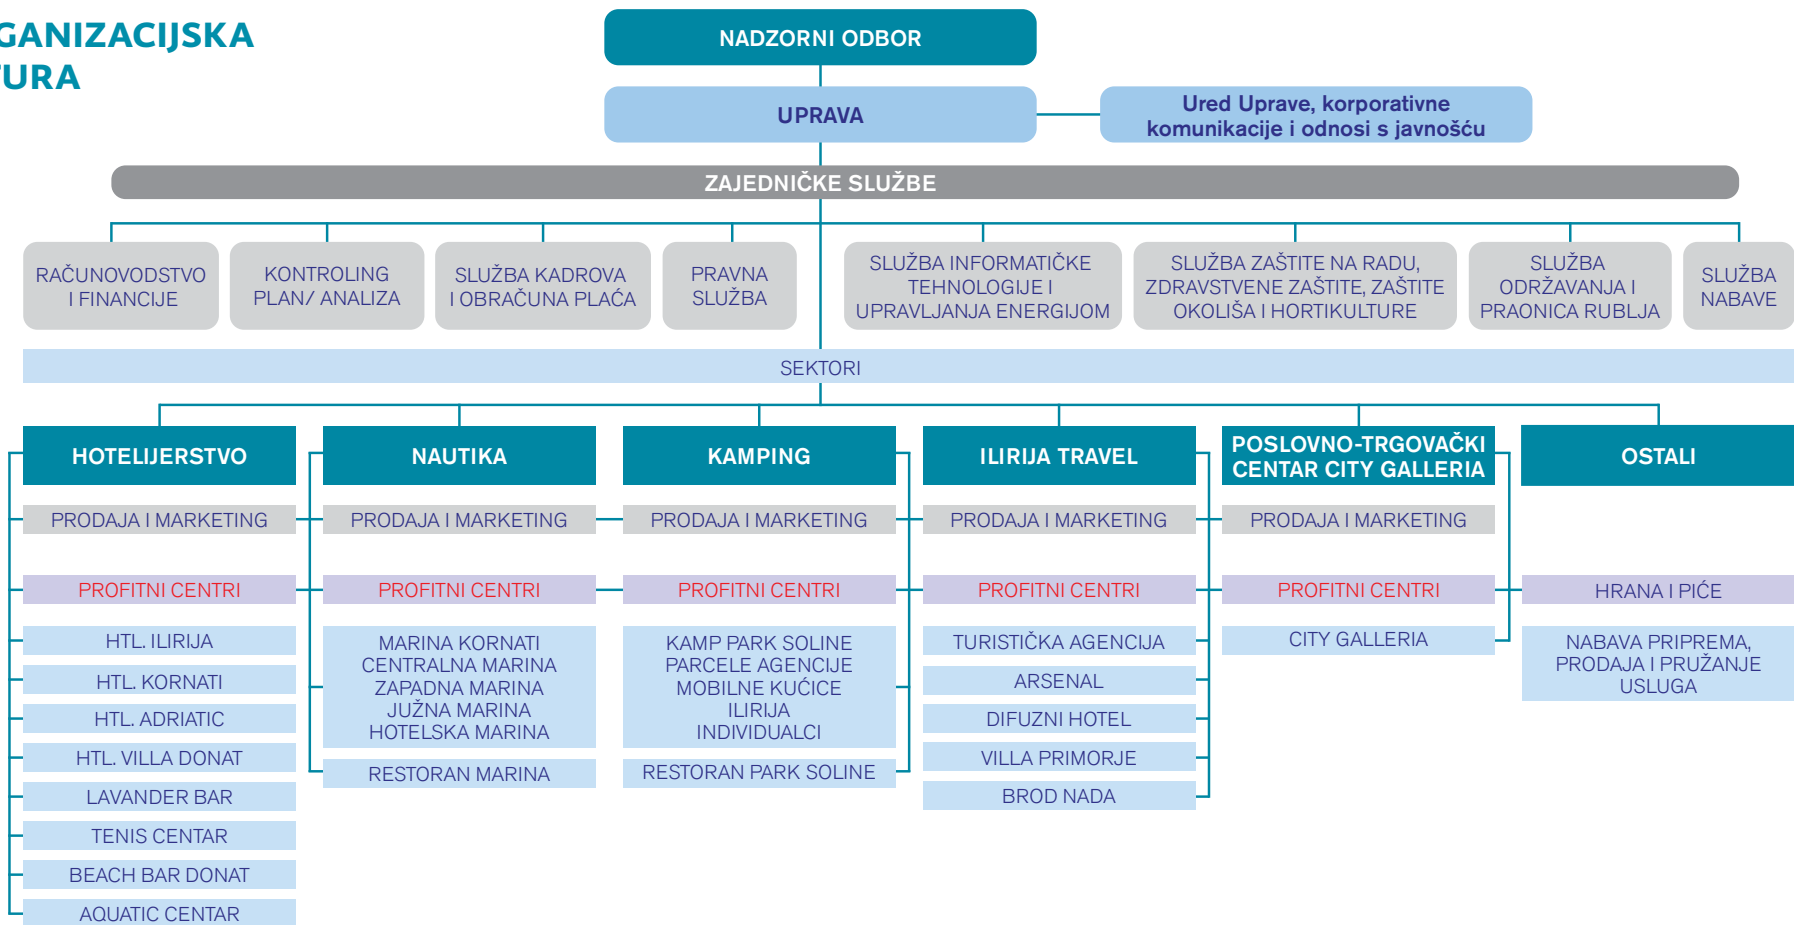 GANIZACIJSKA
TURA
NADZORNI ODBOR
UPRAVA
Ured Uprave, korporativne
komunikacije i odnosi s javnošću
ZAJEDNIČKE SLUŽBE
RAČUNOVODSTVO
I FINANCIJE
KONTROLING
PLAN/ ANALIZA
SLUŽBA KADROVA
I OBRAČUNA PLAĆA
PRAVNA
SLUŽBA
SLUŽBA INFORMATIČKE
TEHNOLOGIJE I
UPRAVLJANJA ENERGIJOM
SLUŽBA ZAŠTITE NA RADU,
ZDRAVSTVENE ZAŠTITE, ZAŠTITE
OKOLIŠA I HORTIKULTURE
SLUŽBA
ODRŽAVANJA I
PRAONICA RUBLJA
SLUŽBA
NABAVE
SEKTORI
HOTELIJERSTVO
PRODAJA I MARKETING
PROFITNI CENTRI
HTL. ILIRIJA
HTL. KORNATI
HTL. ADRIATIC
HTL. VILLA DONAT
LAVANDER BAR
TENIS CENTAR
BEACH BAR DONAT
AQUATIC CENTAR
NAUTIKA
PRODAJA I MARKETING
PROFITNI CENTRI
MARINA KORNATI
CENTRALNA MARINA
ZAPADNA MARINA
JUŽNA MARINA
HOTELSKA MARINA
RESTORAN MARINA
KAMPING
PRODAJA I MARKETING
PROFITNI CENTRI
KAMP PARK SOLINE
PARCELE AGENCIJE
MOBILNE KUĆICE
ILIRIJA
INDIVIDUALCI
RESTORAN PARK SOLINE
ILIRIJA TRAVEL
PRODAJA I MARKETING
PROFITNI CENTRI
TURISTIČKA AGENCIJA
ARSENAL
DIFUZNI HOTEL
VILLA PRIMORJE
BROD NADA
POSLOVNO-TRGOVAČKI
CENTAR CITY GALLERIA
PRODAJA I MARKETING
PROFITNI CENTRI
CITY GALLERIA
OSTALI
HRANA I PIĆE
NABAVA PRIPREMA,
PRODAJA I PRUŽANJE
USLUGA